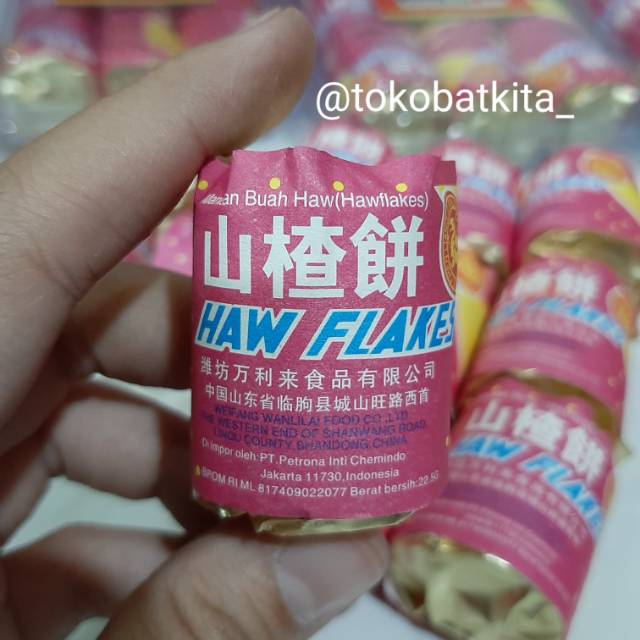 @tokobatkita_
Buah Haw(Hawflakes)
山楂餅
HAW FLAKES
潍坊万利来食品有限公司
中国山东省临朐县城山旺路西首
WEIFANG WANLILAI FOOD CO.,LTD
THE WESTERN END OF SHANWANG ROAD,
LINQU COUNTY, SHANDONG, CHINA
Di impor oleh:PT.Petrona Inti Chemindo
Jakarta 11730,Indonesia
BPOM RI ML 817409022077 Berat bersih:22.5G
山楂餅
HAW FLAKES